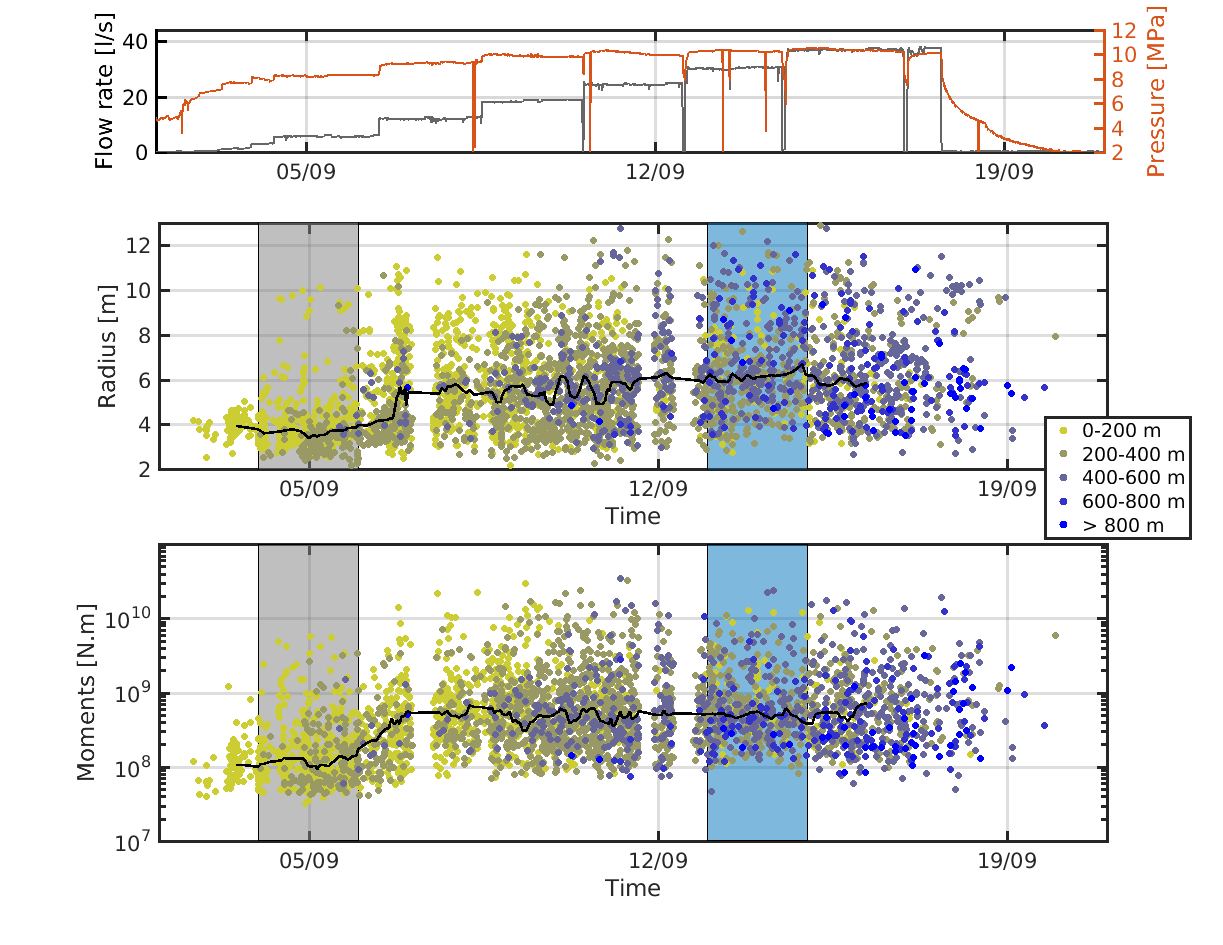 Flow rate [l/s]
40
20
0
12
10
8
6
4
2
Pressure [MPa]
05/09
12/09
19/09
Radius [m]
12
10
8
6
4
2
05/09
12/09
19/09
Time
0-200 m
200-400 m
400-600 m
600-800 m
> 800 m
Moments [N.m]
10^10
10^9
10^8
10^7
05/09
12/09
19/09
Time